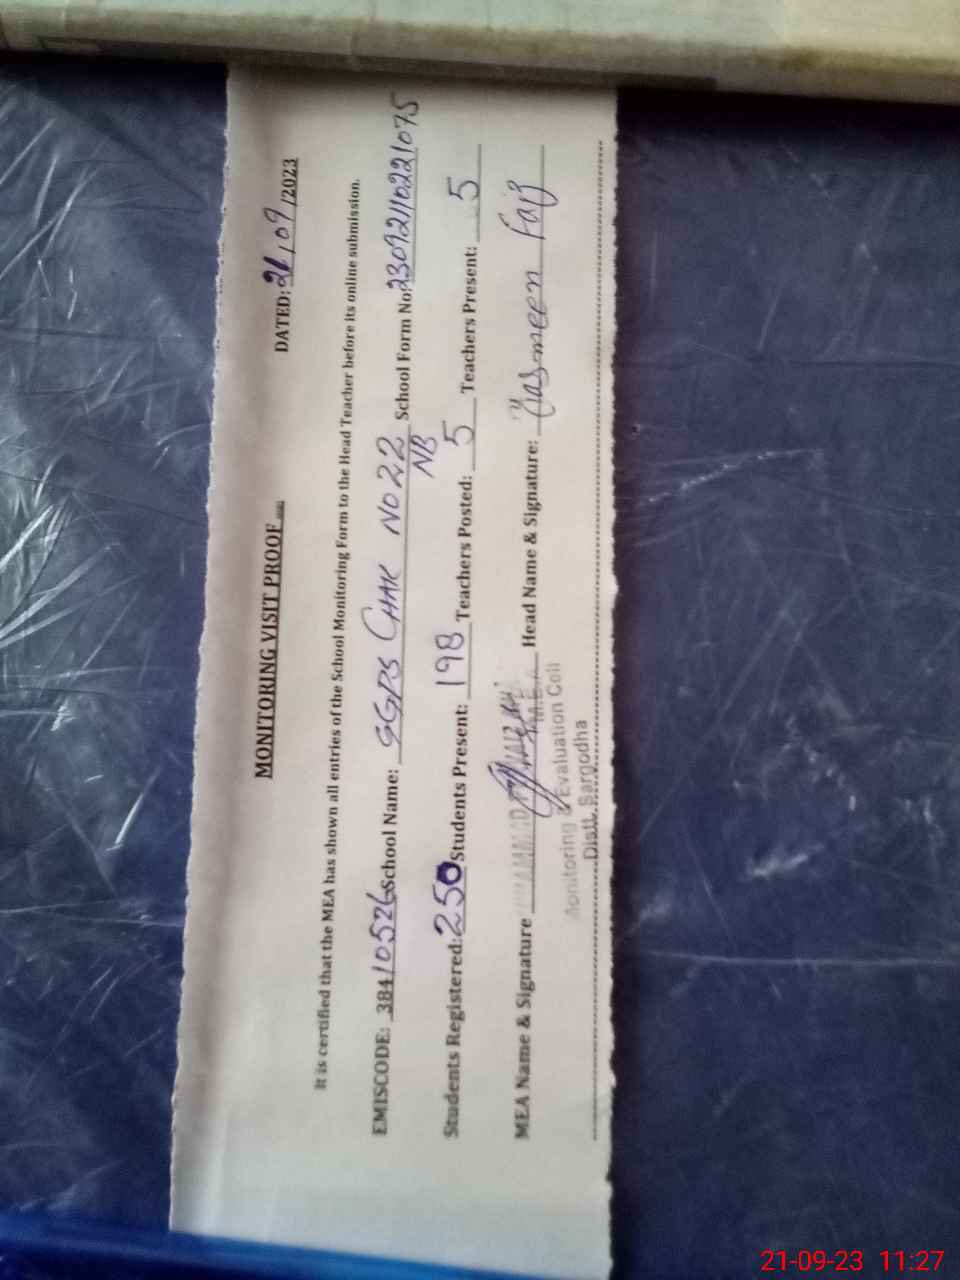 MONITORING VISIT PROOF
DATED: 21/09/2023
It is certified that the MEA has shown all entries of the School Monitoring Form to the Head Teacher before its online submission.
EMISCODE: 38410526 School Name: GGPS CHAK NO 22 NB School Form No:
Students Registered: 250 Students Present: 198 Teachers Posted: 5 Teachers Present: 5
MEA Name & Signature Head Name & Signature: Yasmeen Faiz
M.E.A
Monitoring & Evaluation Cell
Distt. Sargodha
21-09-23 11:27